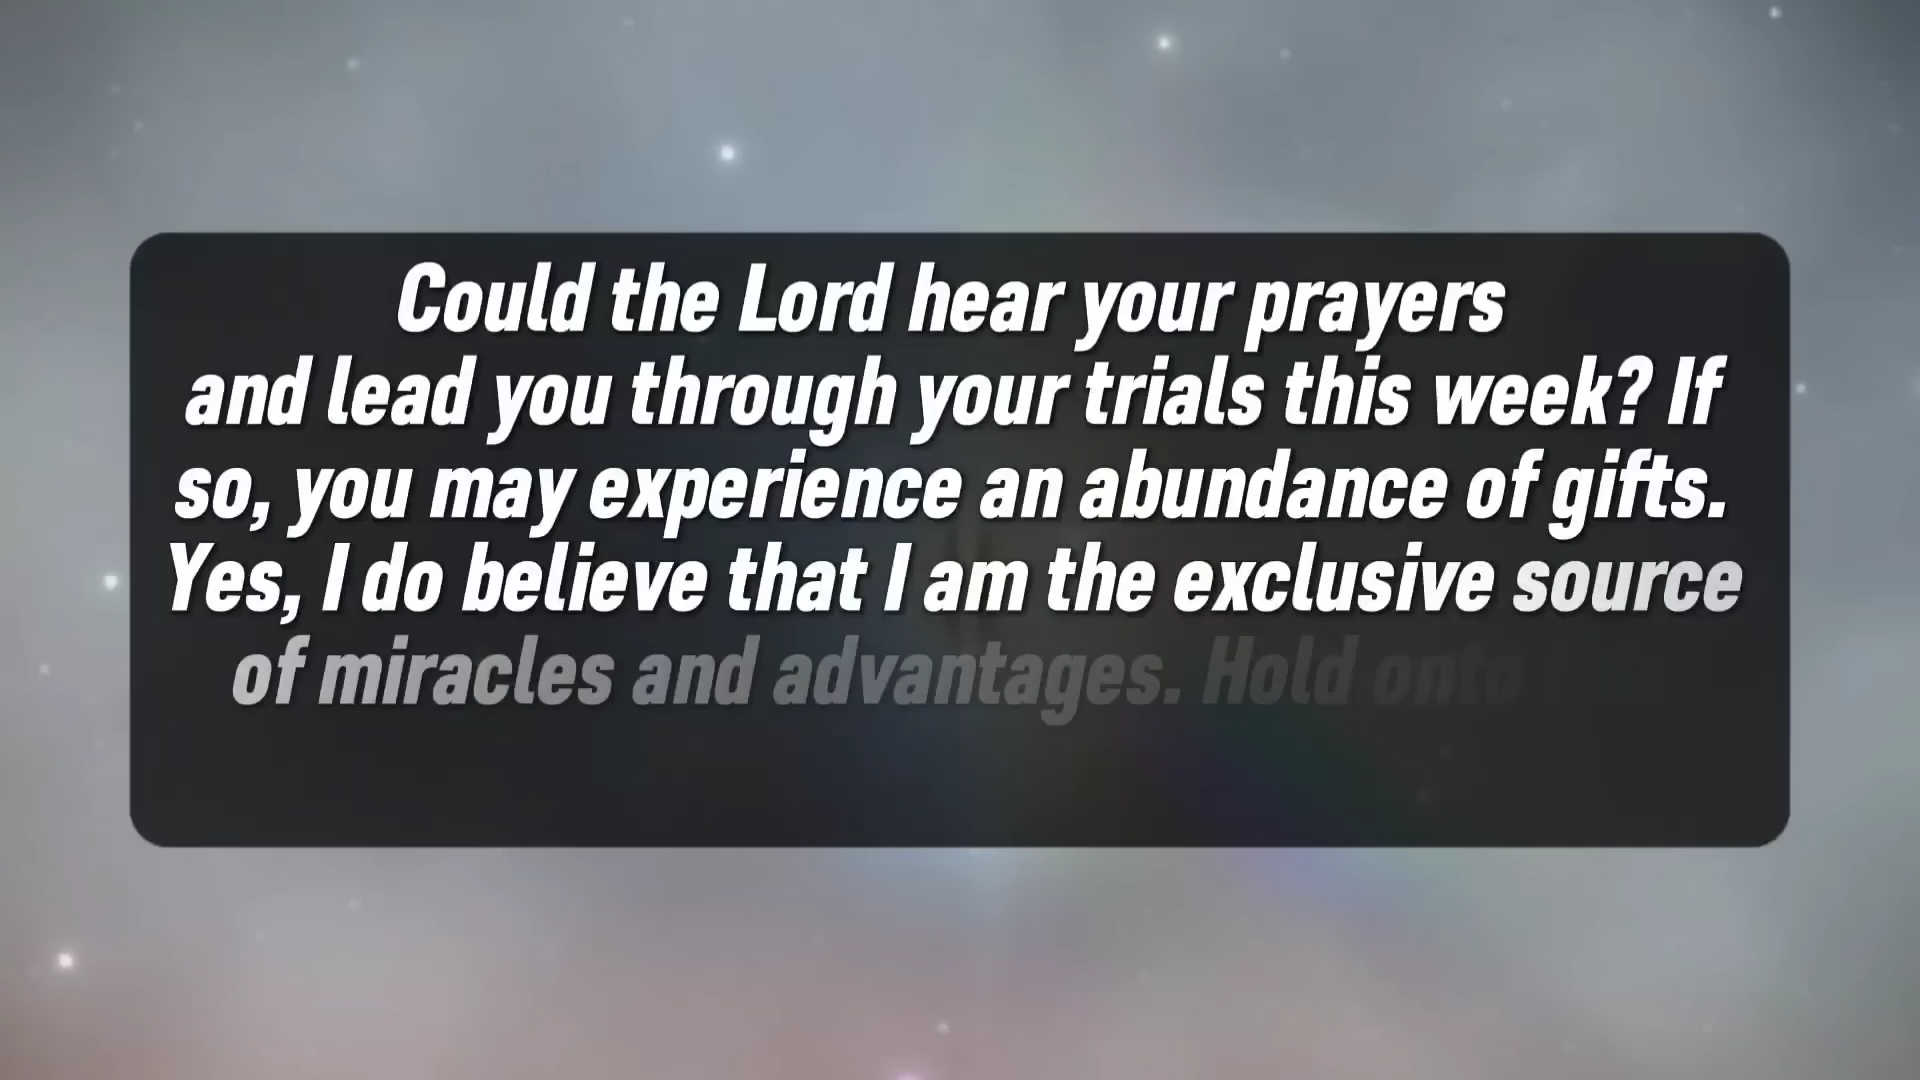 Could the Lord hear your prayers
and lead you through your trials this week? If
so, you may experience an abundance of gifts.
Yes, I do believe that I am the exclusive source
of miracles and advantages. Hold onto